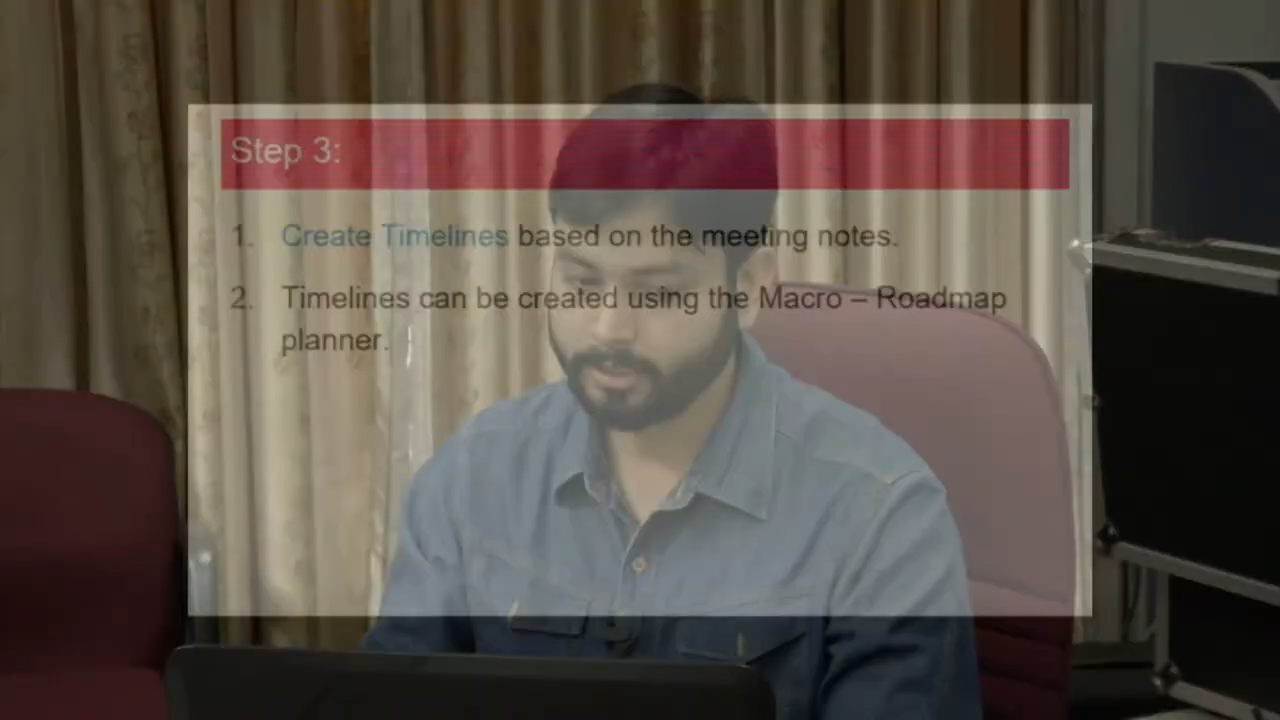 Step 3:
1. Create Timelines based on the meeting notes.
2. Timelines can be created using the Macro – Roadmap
planner.